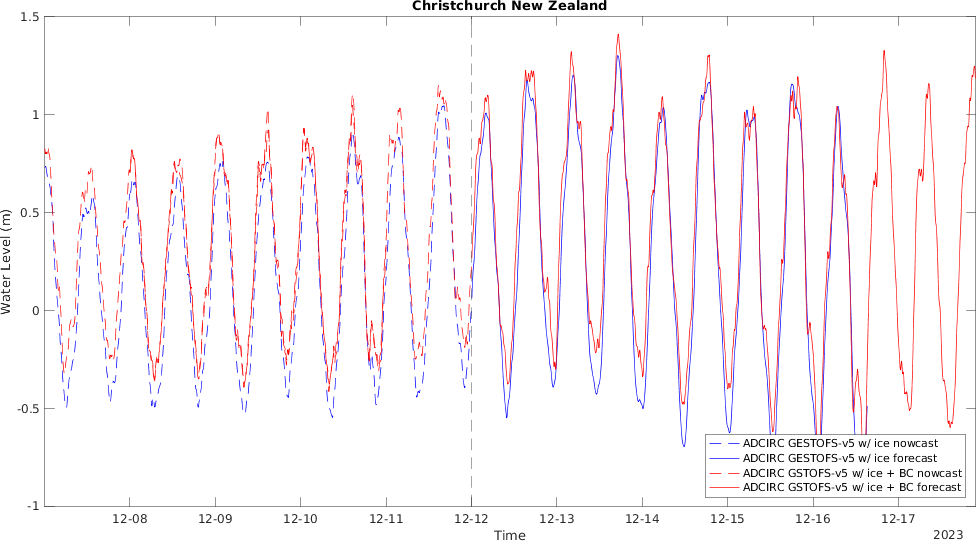 Christchurch New Zealand
1.5
1
0.5
0
-0.5
-1
Water Level (m)
ADCIRC GESTOFS-v5 w/ ice nowcast
ADCIRC GESTOFS-v5 w/ ice forecast
ADCIRC GSTOFS-v5 w/ ice + BC nowcast
ADCIRC GSTOFS-v5 w/ ice + BC forecast
12-08 12-09 12-10 12-11 12-12 12-13 12-14 12-15 12-16 12-17
Time
2023